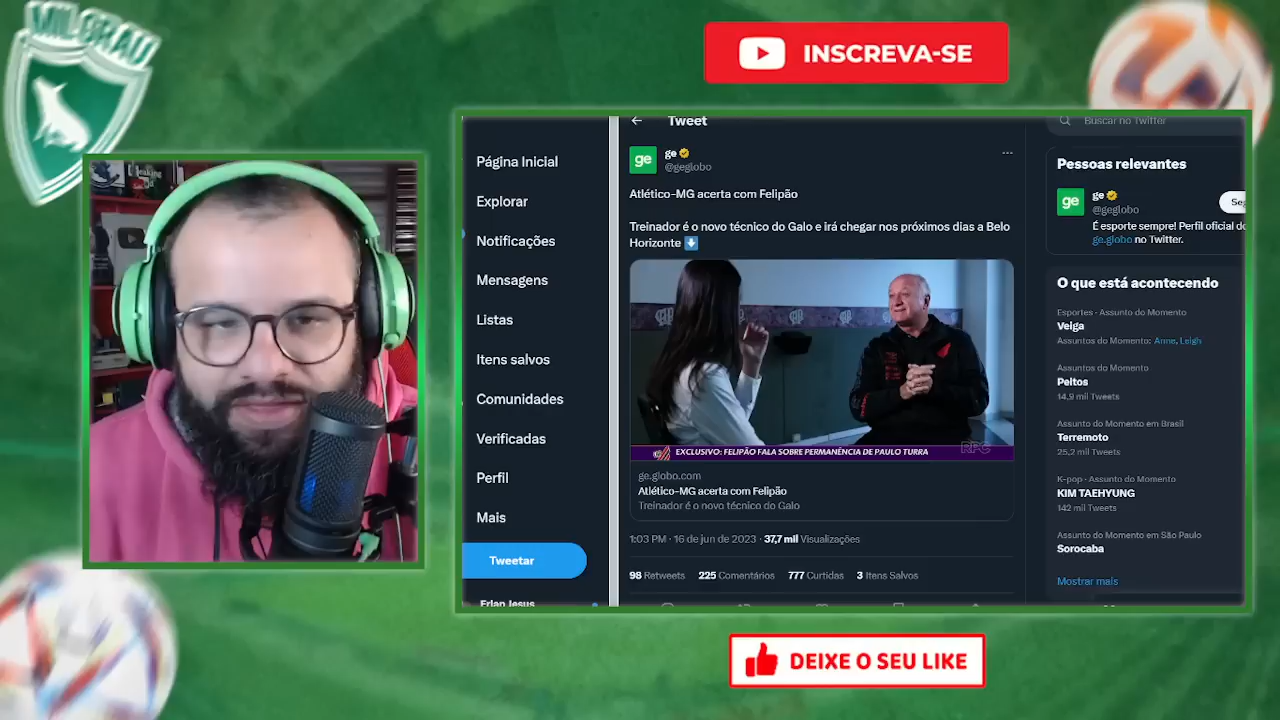 MIL GRAU
INSCREVA-SE
Página Inicial
Explorar
Notificações
Mensagens
Listas
Itens salvos
Comunidades
Verificadas
Perfil
Mais
Tweetar
Erlan Jesus
Tweet
ge
@geglobo
Atlético-MG acerta com Felipão
Treinador é o novo técnico do Galo e irá chegar nos próximos dias a Belo
Horizonte
EXCLUSIVO: FELIPÃO FALA SOBRE PERMANÊNCIA DE PAULO TURRA
RPC
ge.globo.com
Atlético-MG acerta com Felipão
Treinador é o novo técnico do Galo
1:03 PM · 16 de jun de 2023 · 37,7 mil Visualizações
98 Retweets 225 Comentários 777 Curtidas 3 Itens Salvos
Buscar no Twitter
Pessoas relevantes
ge
@geglobo
Se
É esporte sempre! Perfil oficial do
ge.globo no Twitter.
O que está acontecendo
Esportes · Assunto do Momento
Veiga
Assuntos do Momento: Anne, Leigh
Assuntos do Momento
Peitos
14,9 mil Tweets
Assunto do Momento em Brasil
Terremoto
25,2 mil Tweets
K-pop · Assunto do Momento
KIM TAEHYUNG
142 mil Tweets
Assunto do Momento em São Paulo
Sorocaba
Mostrar mais
DEIXE O SEU LIKE